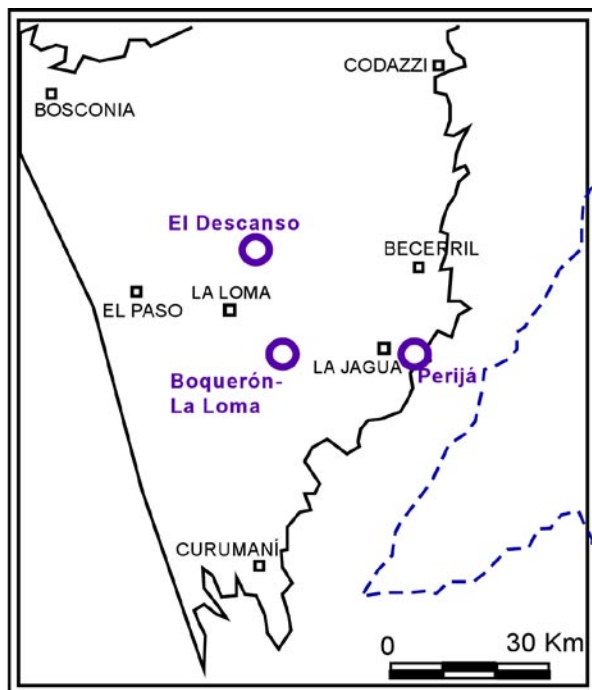 CODAZZI
BOSCONIA
El Descanso
BECERRIL
LA LOMA
EL PASO
LA JAGUA
Perijá
Boquerón-
La Loma
CURUMANÍ
0 30 Km